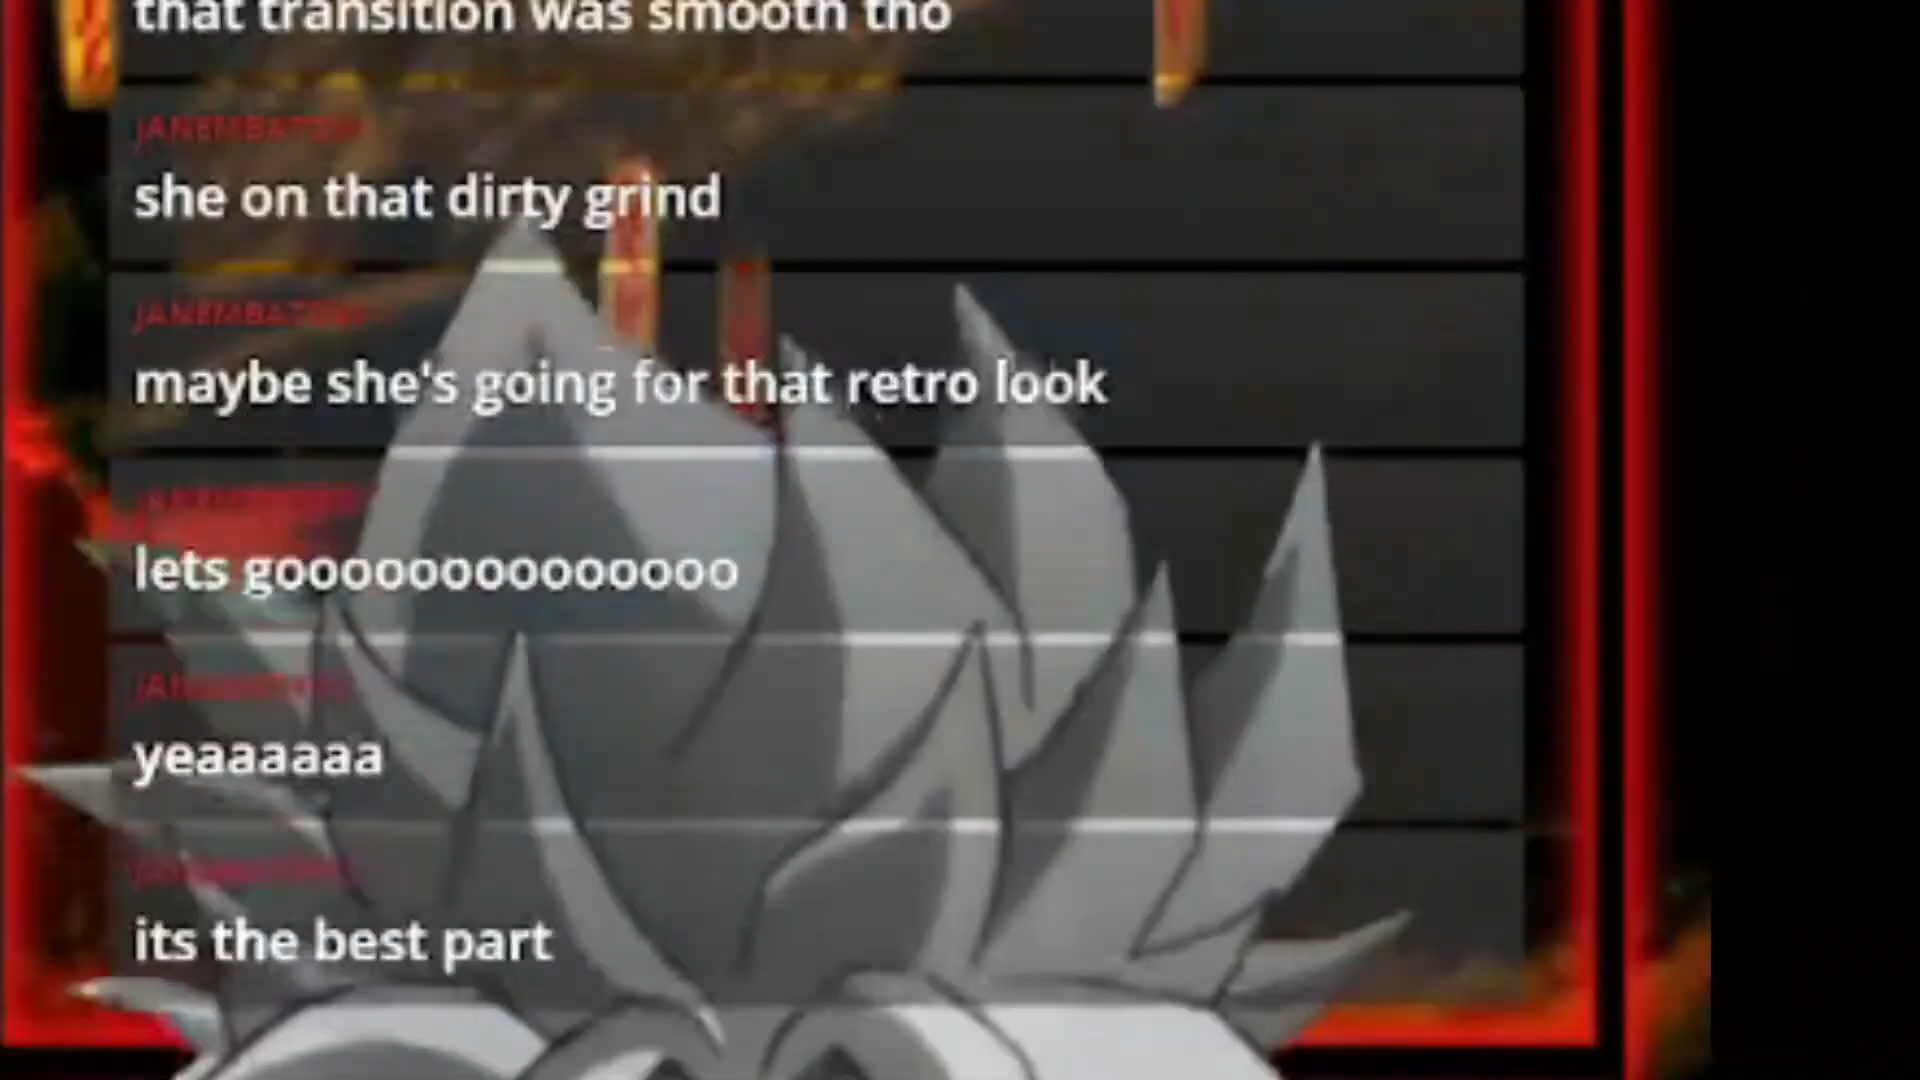 that transition was smooth tho
she on that dirty grind
maybe she's going for that retro look
lets goooooooooooooo
yeaaaaaa
its the best part